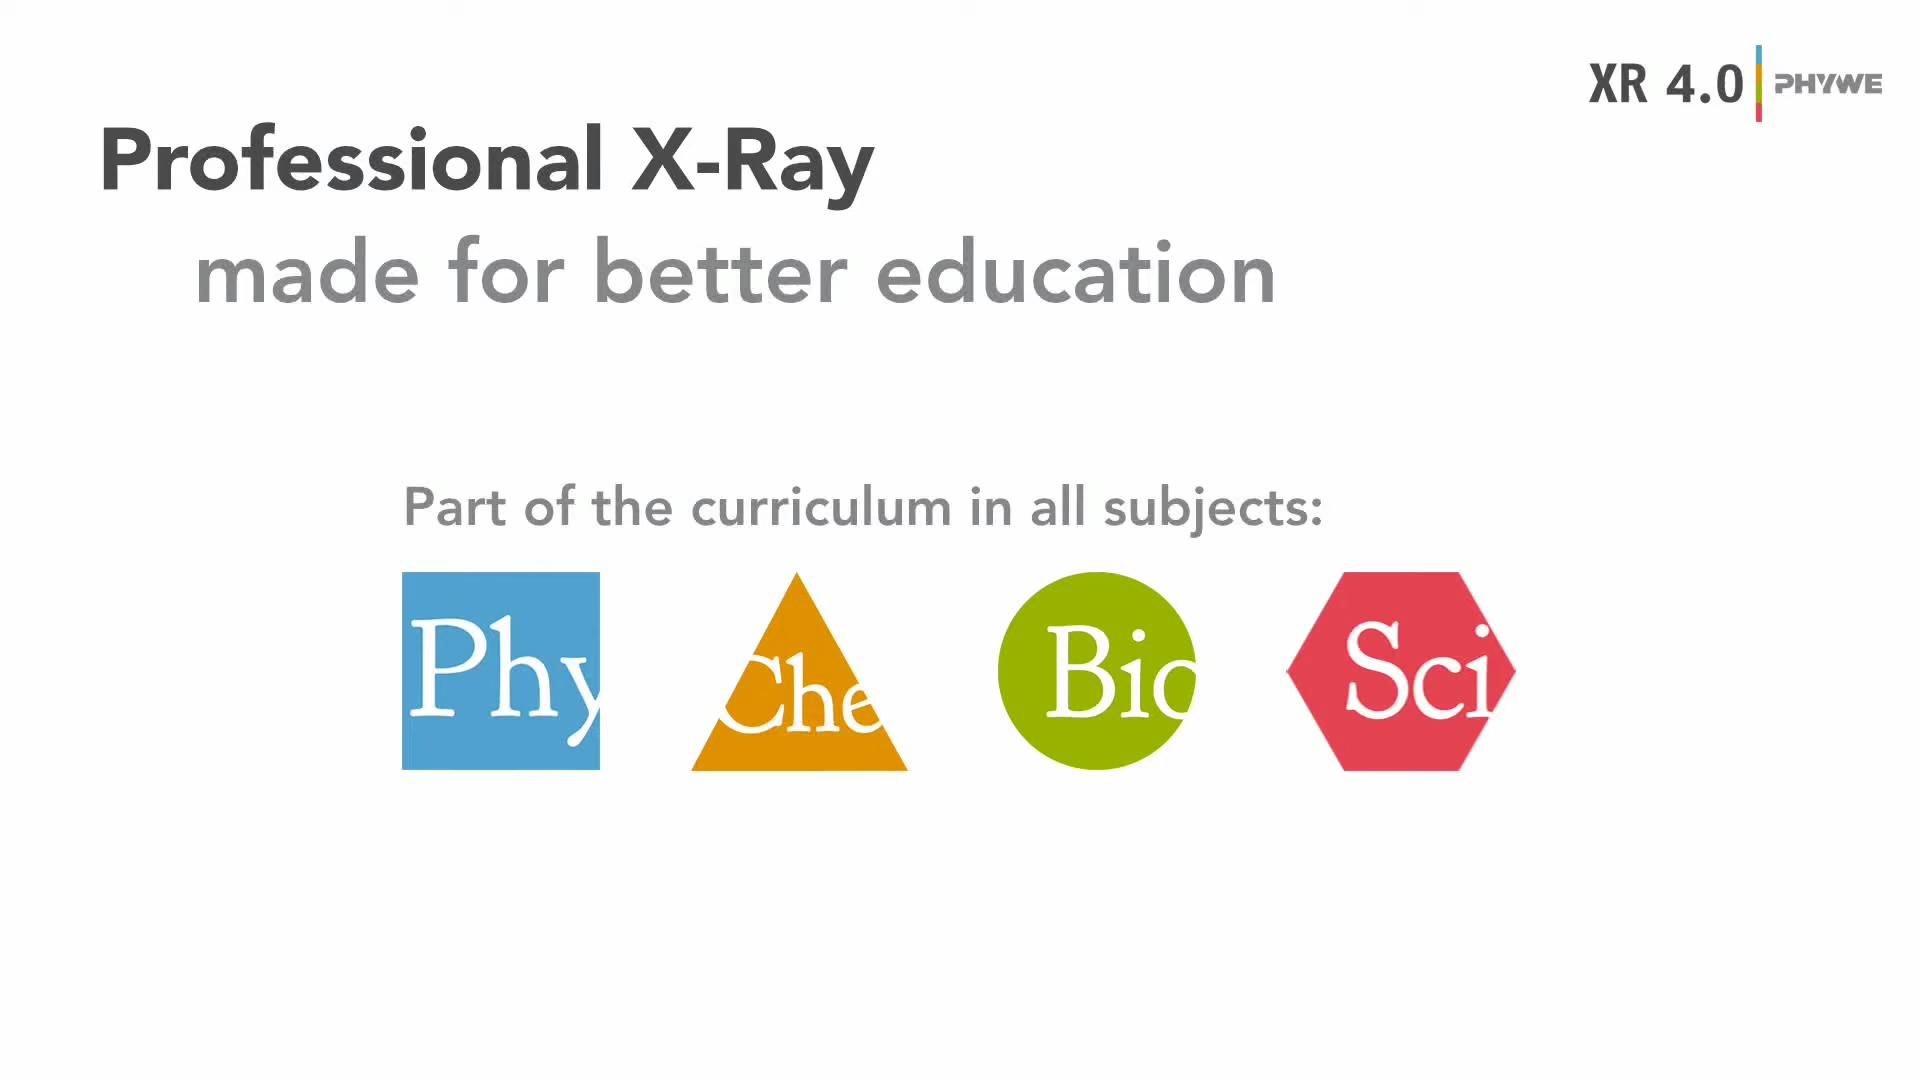 XR 4.0 PHYWE
Professional X-Ray
made for better education
Part of the curriculum in all subjects:
Phy Che Bio Sci